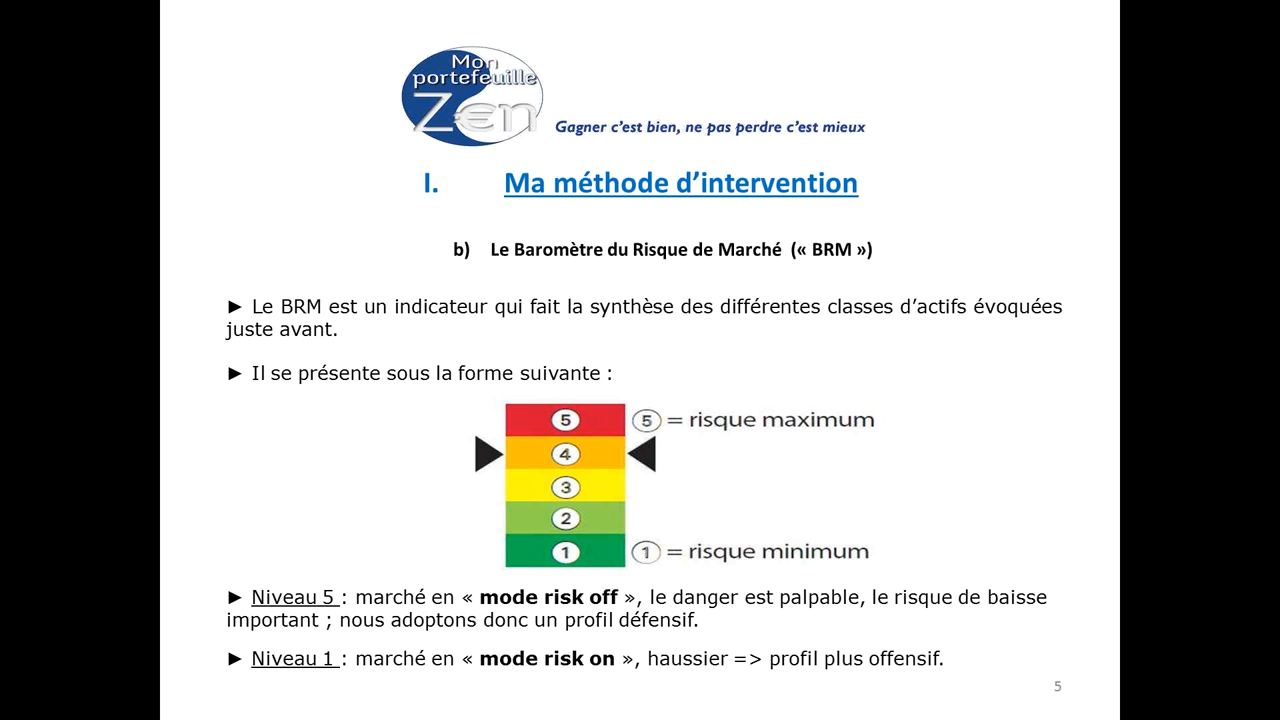 Mon
portefeuille
Z€n
Gagner c'est bien, ne pas perdre c'est mieux
I. Ma méthode d'intervention
b) Le Baromètre du Risque de Marché (« BRM »)
► Le BRM est un indicateur qui fait la synthèse des différentes classes d'actifs évoquées
juste avant.
► Il se présente sous la forme suivante :
5 5 = risque maximum
4
3
2
1 1 = risque minimum
► Niveau 5 : marché en « mode risk off », le danger est palpable, le risque de baisse
important ; nous adoptons donc un profil défensif.
► Niveau 1 : marché en « mode risk on », haussier => profil plus offensif.
5